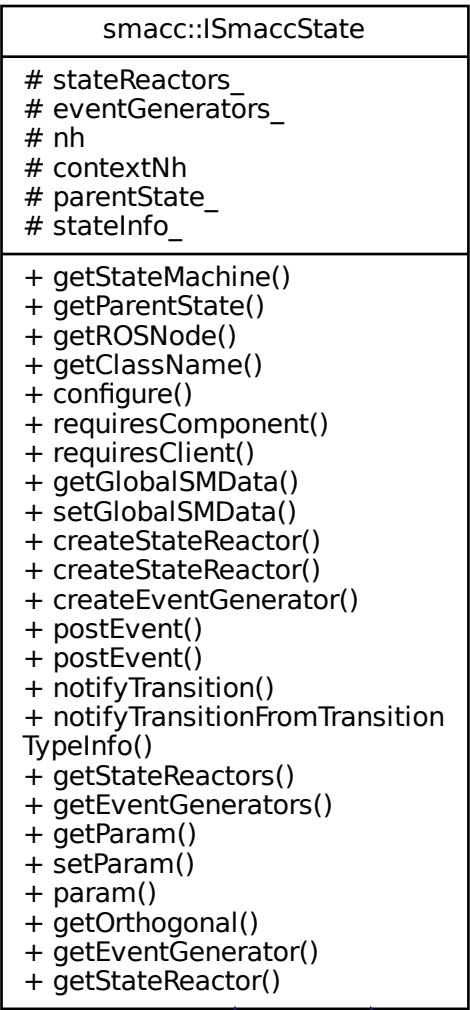 smacc::ISmaccState
# stateReactors_
# eventGenerators_
# nh
# contextNh
# parentState_
# stateInfo_
+ getStateMachine()
+ getParentState()
+ getROSNode()
+ getClassName()
+ configure()
+ requiresComponent()
+ requiresClient()
+ getGlobalSMData()
+ setGlobalSMData()
+ createStateReactor()
+ createStateReactor()
+ createEventGenerator()
+ postEvent()
+ postEvent()
+ notifyTransition()
+ notifyTransitionFromTransition
TypeInfo()
+ getStateReactors()
+ getEventGenerators()
+ getParam()
+ setParam()
+ param()
+ getOrthogonal()
+ getEventGenerator()
+ getStateReactor()